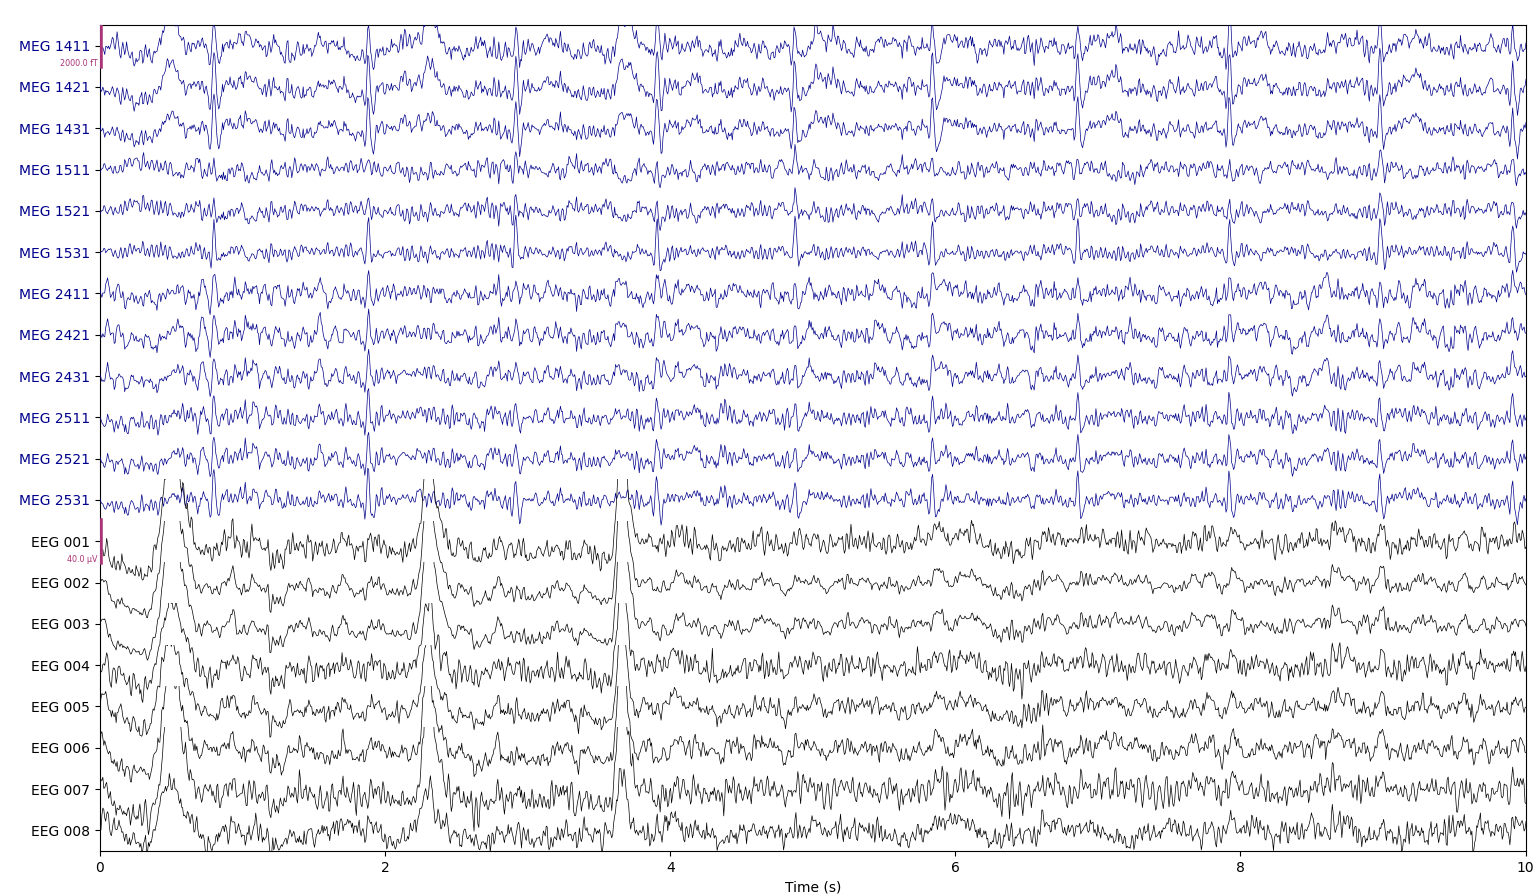 MEG 1411
2000.0 fT
MEG 1421
MEG 1431
MEG 1511
MEG 1521
MEG 1531
MEG 2411
MEG 2421
MEG 2431
MEG 2511
MEG 2521
MEG 2531
EEG 001
40.0 µV
EEG 002
EEG 003
EEG 004
EEG 005
EEG 006
EEG 007
EEG 008
0 2 4 6 8 10
Time (s)